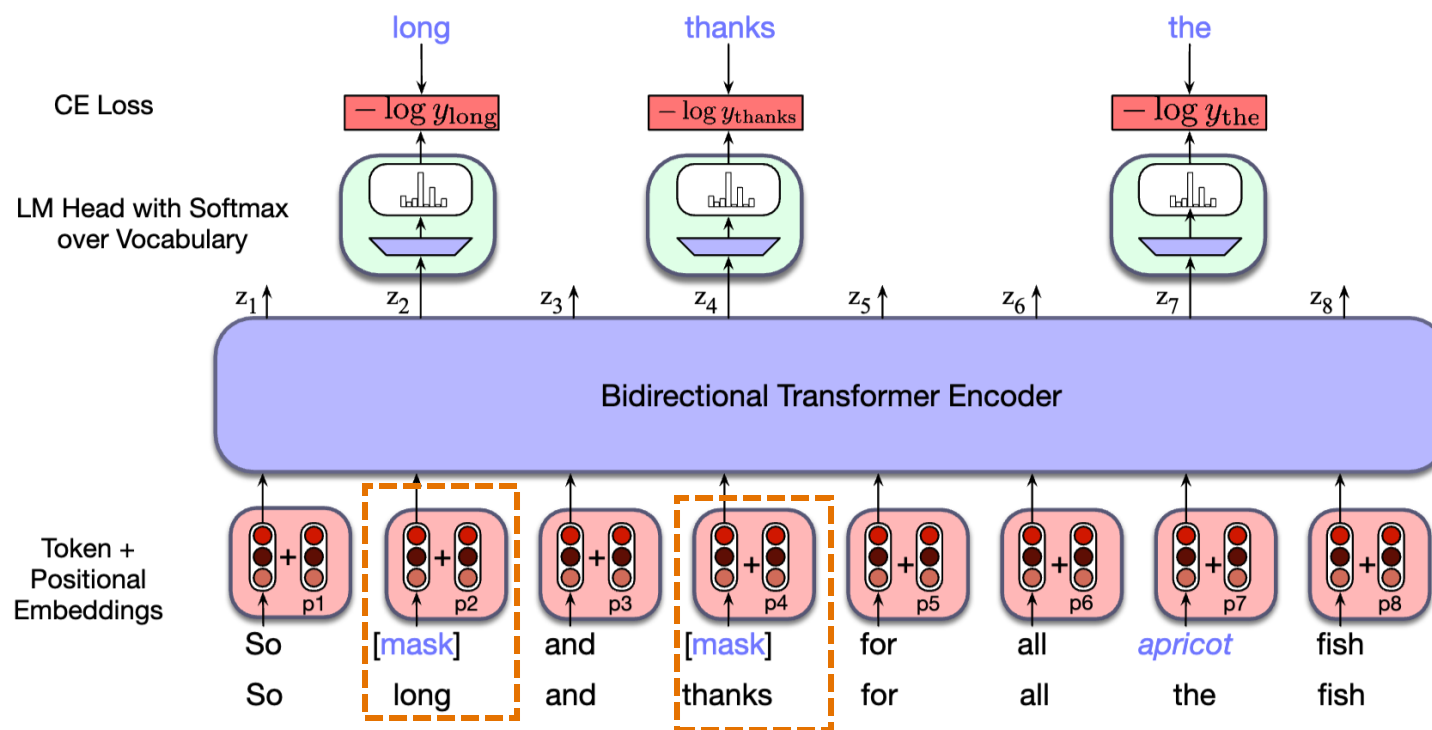 long thanks the
CE Loss
− log y_long − log y_thanks − log y_the
LM Head with Softmax
over Vocabulary
z1 z2 z3 z4 z5 z6 z7 z8
Bidirectional Transformer Encoder
Token +
Positional
Embeddings
+ + + + + + + +
p1 p2 p3 p4 p5 p6 p7 p8
So [mask] and [mask] for all apricot fish
So long and thanks for all the fish